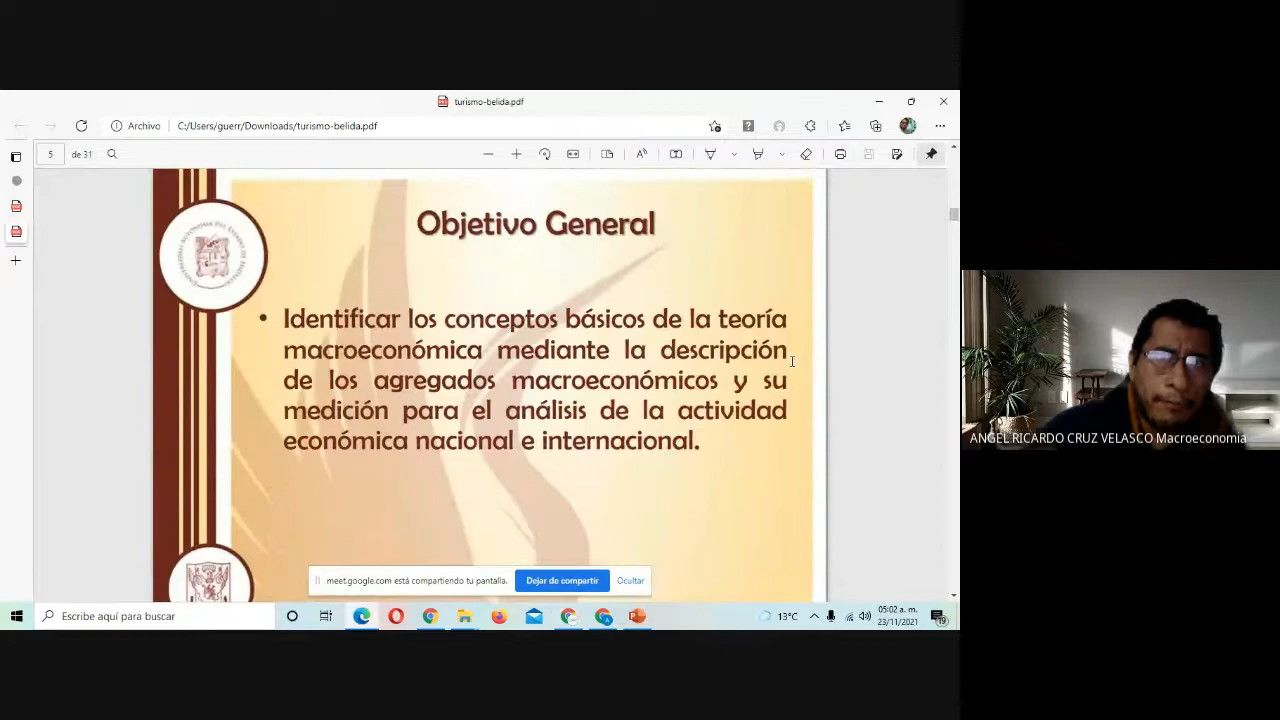 turismo-belida.pdf
Archivo
C:/Users/guerr/Downloads/turismo-belida.pdf
5
de 31
Objetivo General
• Identificar los conceptos básicos de la teoría
macroeconómica mediante la descripción
de los agregados macroeconómicos y su
medición para el análisis de la actividad
económica nacional e internacional.
ANGEL RICARDO CRUZ VELASCO Macroeconomia
meet.google.com está compartiendo tu pantalla.
Dejar de compartir
Ocultar
Escribe aquí para buscar
13°C
05:02 a. m.
23/11/2021
19